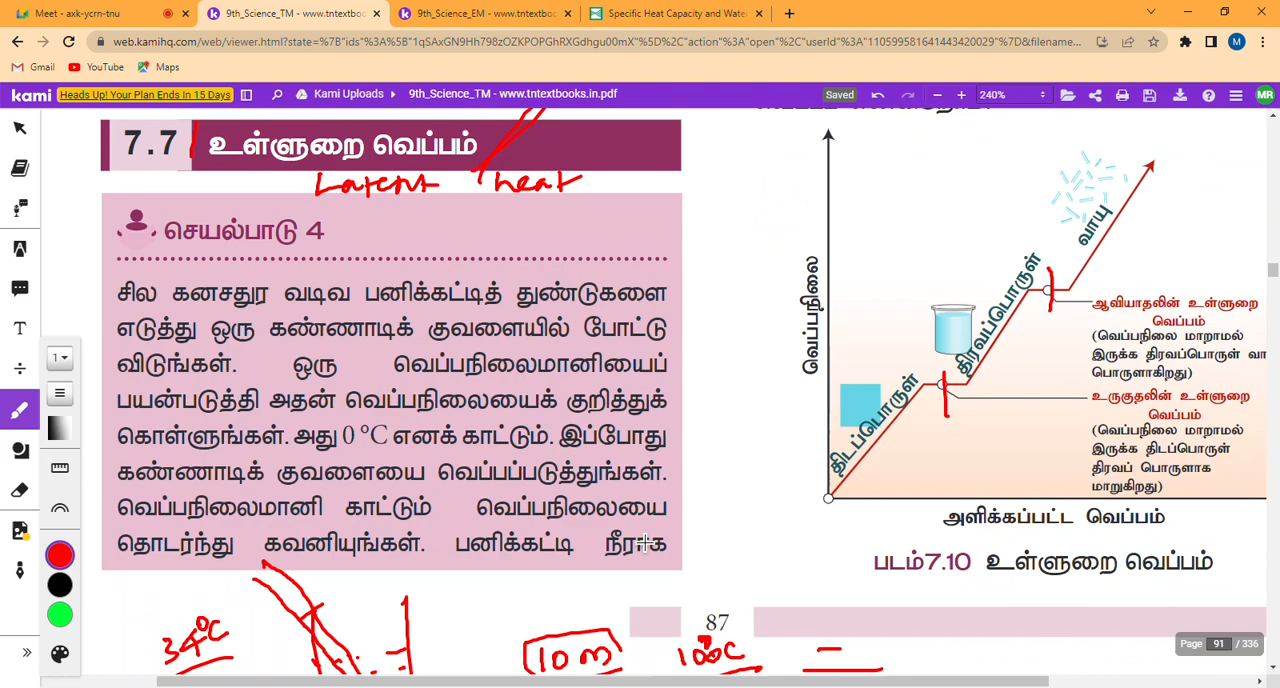 Meet - axk-ycrn-tnu
9th_Science_TM - www.tntextbooks
9th_Science_EM - www.tntextboo
Specific Heat Capacity and Wate
web.kamihq.com/web/viewer.html?state=%7B"ids"%3A%5B"1qSAxGN9Hh798zOZKPOPGhRXGdhgu00mX"%5D%2C"action"%3A"open"%2C"userId"%3A"110599581641443420029"%7D&filename...
Gmail YouTube Maps
kami Heads Up! Your Plan Ends In 15 Days Kami Uploads 9th_Science_TM - www.tntextbooks.in.pdf Saved 240% MR
7.7 உள்ளுறை வெப்பம்
Latent heat
செயல்பாடு 4
சில கனசதுர வடிவ பனிக்கட்டித் துண்டுகளை
எடுத்து ஒரு கண்ணாடிக் குவளையில் போட்டு
விடுங்கள். ஒரு வெப்பநிலைமானியைப்
பயன்படுத்தி அதன் வெப்பநிலையைக் குறித்துக்
கொள்ளுங்கள். அது 0 °C எனக் காட்டும். இப்போது
கண்ணாடிக் குவளையை வெப்பப்படுத்துங்கள்.
வெப்பநிலைமானி காட்டும் வெப்பநிலையை
தொடர்ந்து கவனியுங்கள். பனிக்கட்டி நீராக
வெப்பநிலை
திடப்பொருள்
திரவப்பொருள்
வாயு
ஆவியாதலின் உள்ளுறை
வெப்பம்
(வெப்பநிலை மாறாமல்
இருக்க திரவப்பொருள் வா
பொருளாகிறது)
உருகுதலின் உள்ளுறை
வெப்பம்
(வெப்பநிலை மாறாமல்
இருக்க திடப்பொருள்
திரவப் பொருளாக
மாறுகிறது)
அளிக்கப்பட்ட வெப்பம்
படம்7.10 உள்ளுறை வெப்பம்
87
34°C
10 m
100°C
Page 91 / 336